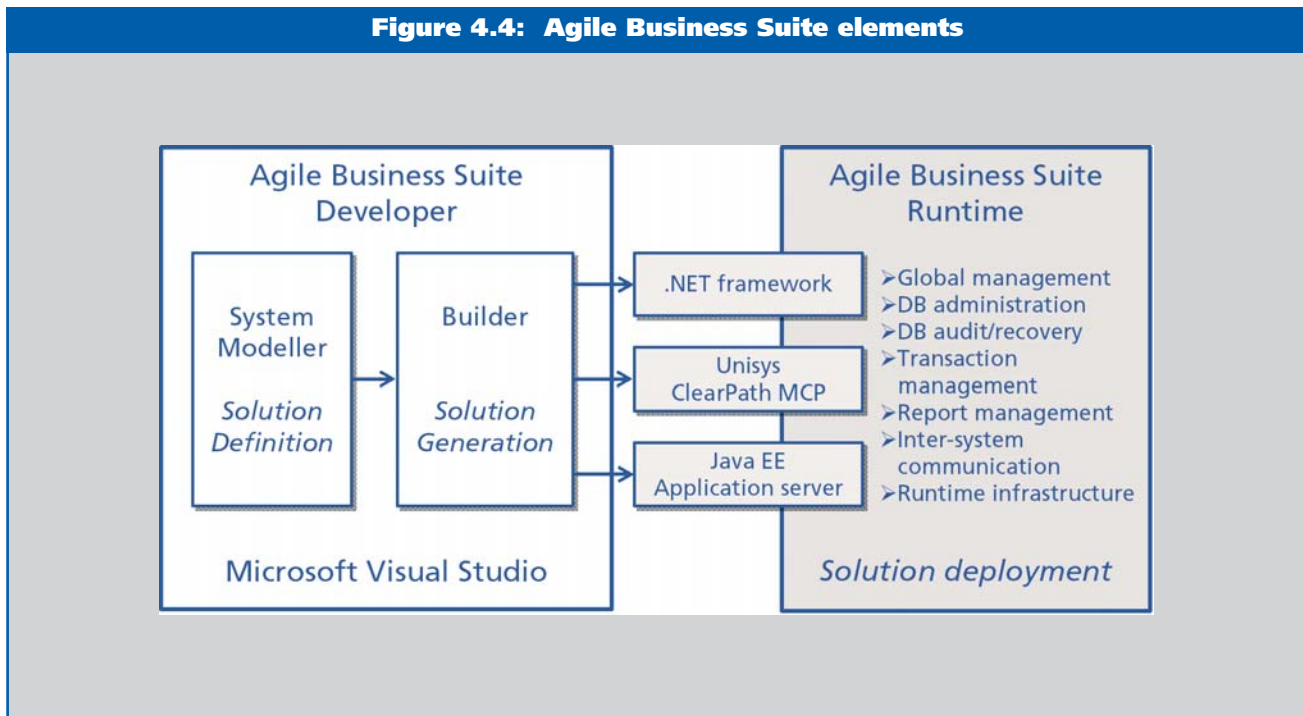 Figure 4.4: Agile Business Suite elements
Agile Business Suite
Developer
System
Modeller
Solution
Definition
Builder
Solution
Generation
Microsoft Visual Studio
.NET framework
Unisys
ClearPath MCP
Java EE
Application server
Agile Business Suite
Runtime
➢Global management
➢DB administration
➢DB audit/recovery
➢Transaction
management
➢Report management
➢Inter-system
communication
➢Runtime infrastructure
Solution deployment